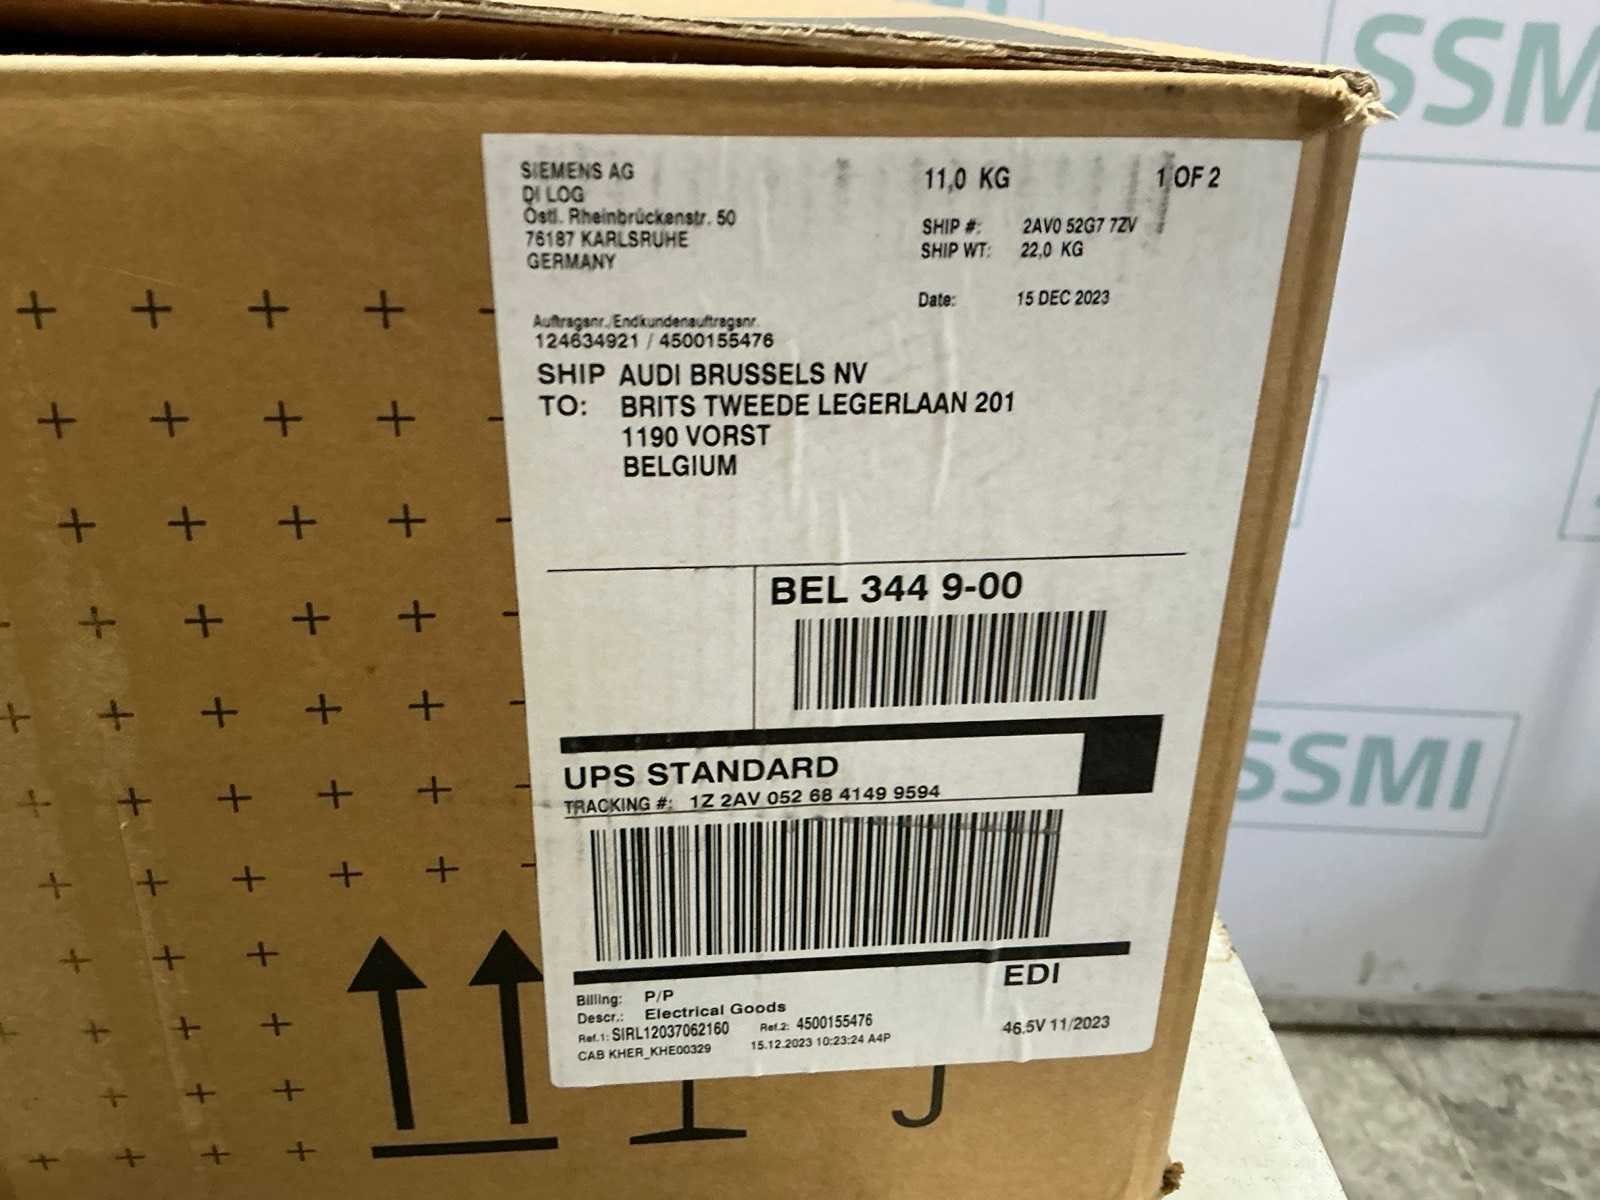 SSMI
SIEMENS AG
DI LOG
Östl. Rheinbrückenstr. 50
76187 KARLSRUHE
GERMANY
11,0 KG
1 OF 2
SHIP #: 2AV0 52G7 7ZV
SHIP WT: 22,0 KG
Date: 15 DEC 2023
Auftragsnr./Endkundenauftragsnr.
124634921 / 4500155476
SHIP AUDI BRUSSELS NV
TO: BRITS TWEEDE LEGERLAAN 201
1190 VORST
BELGIUM
BEL 344 9-00
UPS STANDARD
TRACKING #: 1Z 2AV 052 68 4149 9594
SSMI
EDI
Billing: P/P
Descr.: Electrical Goods
Ref.1: SIRL12037062160 Ref.2: 4500155476
46.5V 11/2023
CAB KHER_KHE00329 15.12.2023 10:23:24 A4P